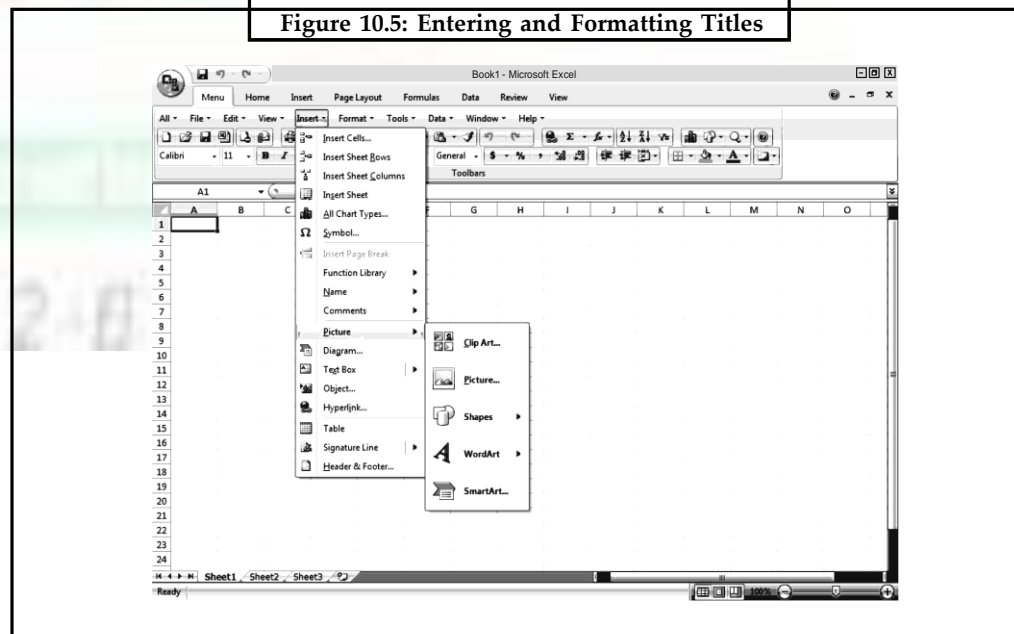 Figure 10.5: Entering and Formatting Titles
Book1 - Microsoft Excel
Menu Home Insert Page Layout Formulas Data Review View
All File Edit View Insert Format Tools Data Window Help
Calibri 11 B I General $ % ,
Toolbars
A1
A B C F G H I J K L M N O
1
2
3
4
5
6
7
8
9
10
11
12
13
14
15
16
17
18
19
20
21
22
23
24
Insert Cells...
Insert Sheet Rows
Insert Sheet Columns
Insert Sheet
All Chart Types...
Symbol...
Insert Page Break
Function Library
Name
Comments
Picture
Diagram...
Text Box
Object...
Hyperlink...
Table
Signature Line
Header & Footer...
Clip Art...
Picture...
Shapes
WordArt
SmartArt...
Sheet1 Sheet2 Sheet3
Ready 100%